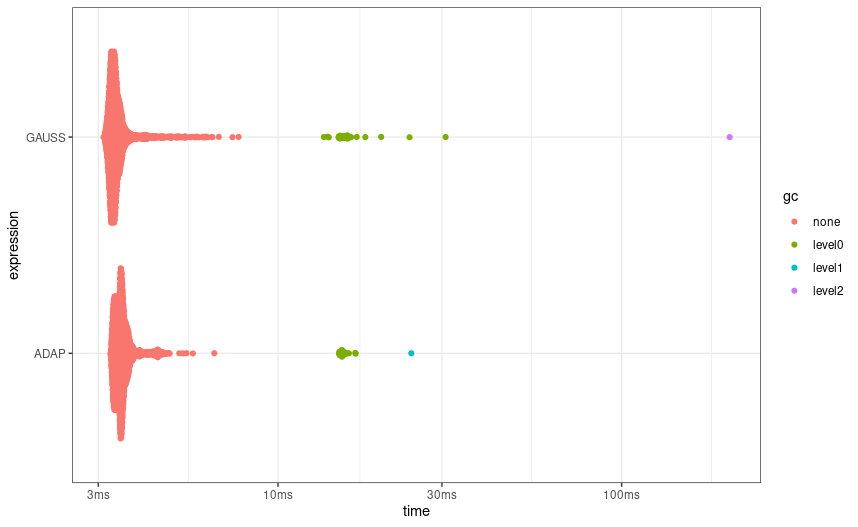 expression
GAUSS
ADAP
3ms
10ms
30ms
100ms
time
gc
none
level0
level1
level2